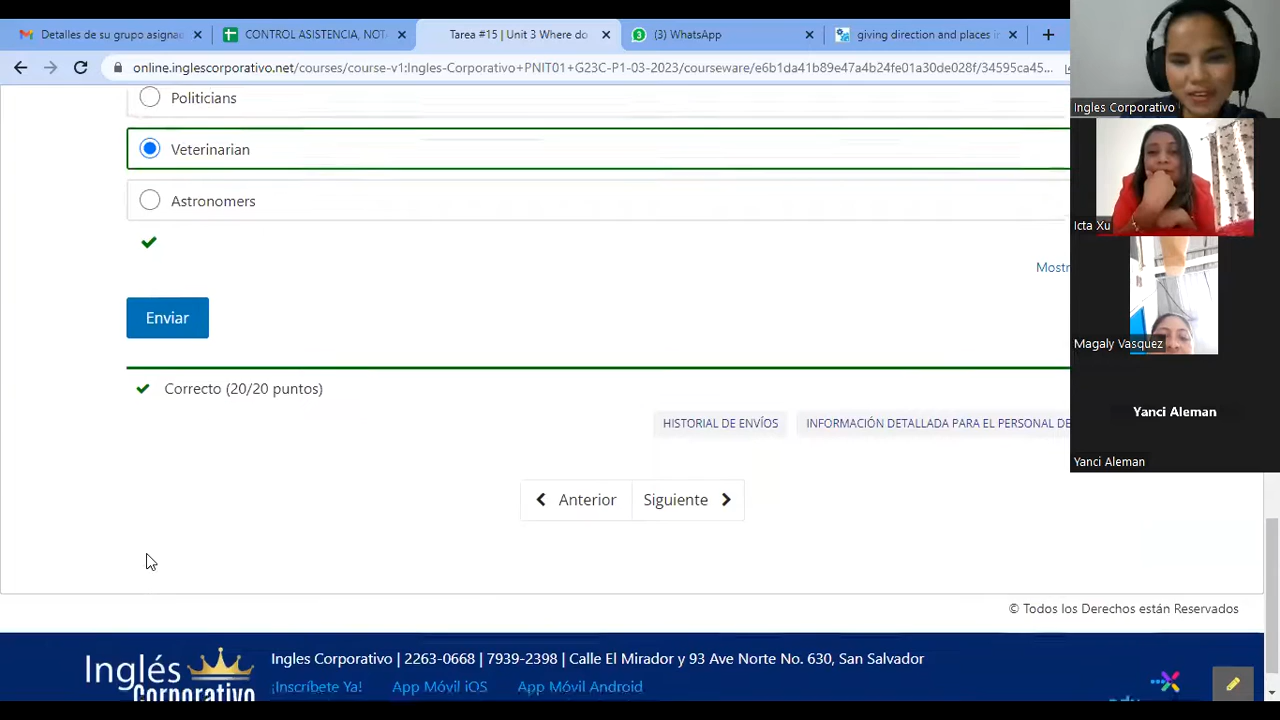 Detalles de su grupo asignad
CONTROL ASISTENCIA, NOT
Tarea #15 | Unit 3 Where do
(3) WhatsApp
giving direction and places in
online.inglescorporativo.net/courses/course-v1:Ingles-Corporativo+PNIT01+G23C-P1-03-2023/courseware/e6b1da41b89e47a4b24fe01a30de028f/34595ca45...
Politicians
Veterinarian
Astronomers
Mostr
Enviar
Correcto (20/20 puntos)
HISTORIAL DE ENVÍOS
INFORMACIÓN DETALLADA PARA EL PERSONAL DE
Anterior
Siguiente
© Todos los Derechos están Reservados
Inglés
Corporativo
Ingles Corporativo | 2263-0668 | 7939-2398 | Calle El Mirador y 93 Ave Norte No. 630, San Salvador
¡Inscríbete Ya!
App Móvil iOS
App Móvil Android
Ingles Corporativo
Icta Xu
Magaly Vasquez
Yanci Aleman
Yanci Aleman